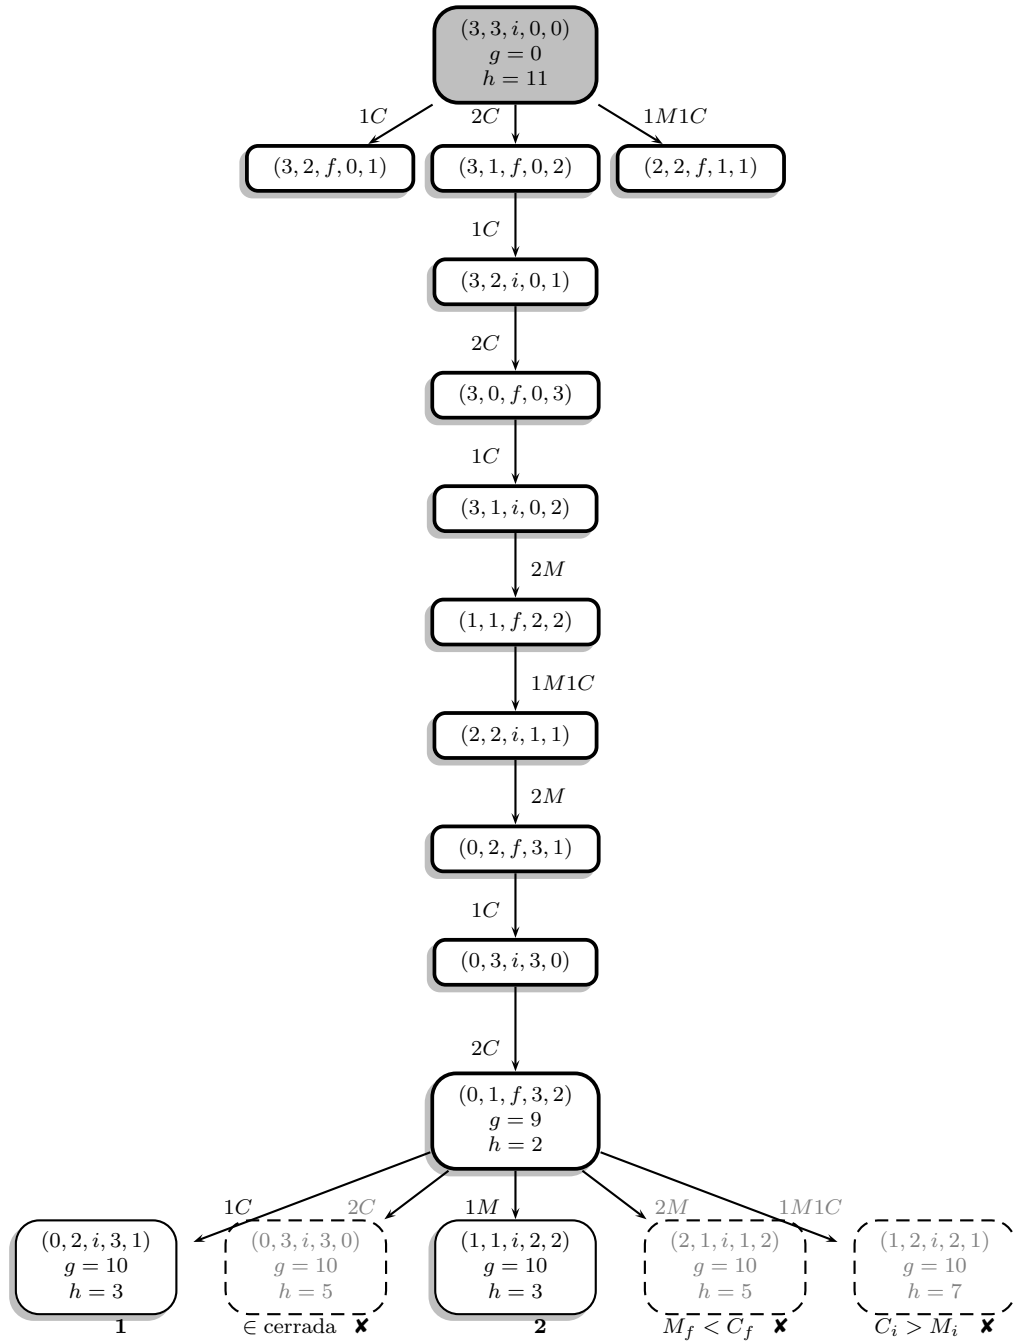 (3, 3, i, 0, 0)
g = 0
h = 11
1C 2C 1M1C
(3, 2, f, 0, 1) (3, 1, f, 0, 2) (2, 2, f, 1, 1)
1C
(3, 2, i, 0, 1)
2C
(3, 0, f, 0, 3)
1C
(3, 1, i, 0, 2)
2M
(1, 1, f, 2, 2)
1M1C
(2, 2, i, 1, 1)
2M
(0, 2, f, 3, 1)
1C
(0, 3, i, 3, 0)
2C
(0, 1, f, 3, 2)
g = 9
h = 2
1C 2C 1M 2M 1M1C
(0, 2, i, 3, 1) (0, 3, i, 3, 0) (1, 1, i, 2, 2) (2, 1, i, 1, 2) (1, 2, i, 2, 1)
g = 10 g = 10 g = 10 g = 10 g = 10
h = 3 h = 5 h = 3 h = 5 h = 7
1 ∈ cerrada ✘ 2 M_f < C_f ✘ C_i > M_i ✘